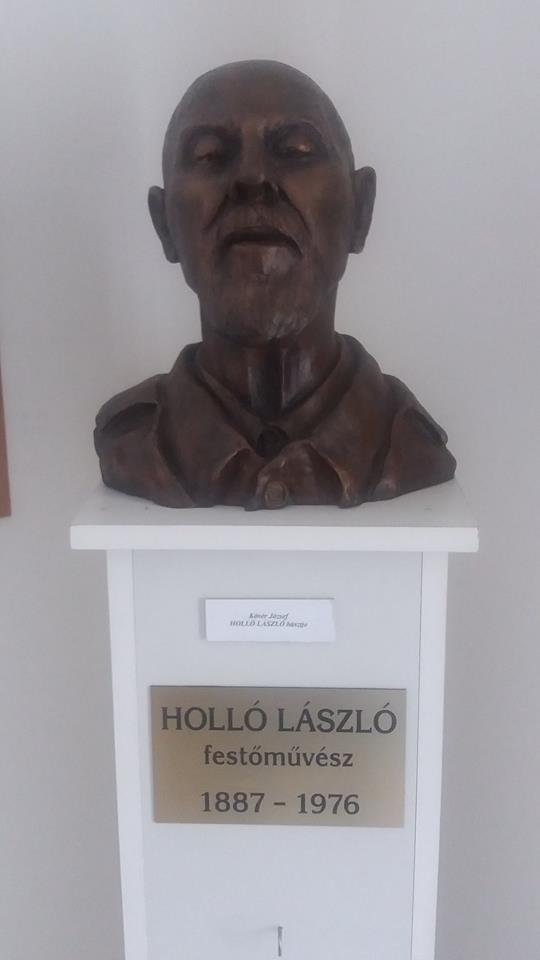 Kövér József
HOLLÓ LÁSZLÓ büsztje
HOLLÓ LÁSZLÓ
festőművész
1887 - 1976